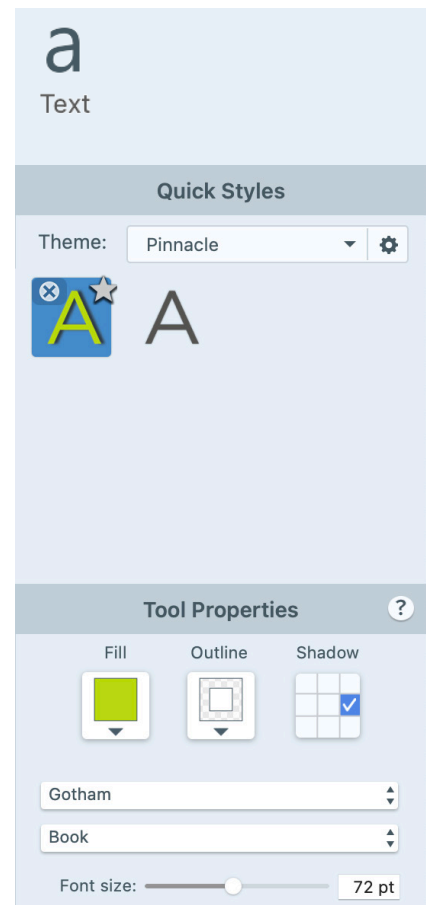 a
Text
Quick Styles
Theme: Pinnacle
A A
Tool Properties ?
Fill Outline Shadow
Gotham
Book
Font size: 72 pt